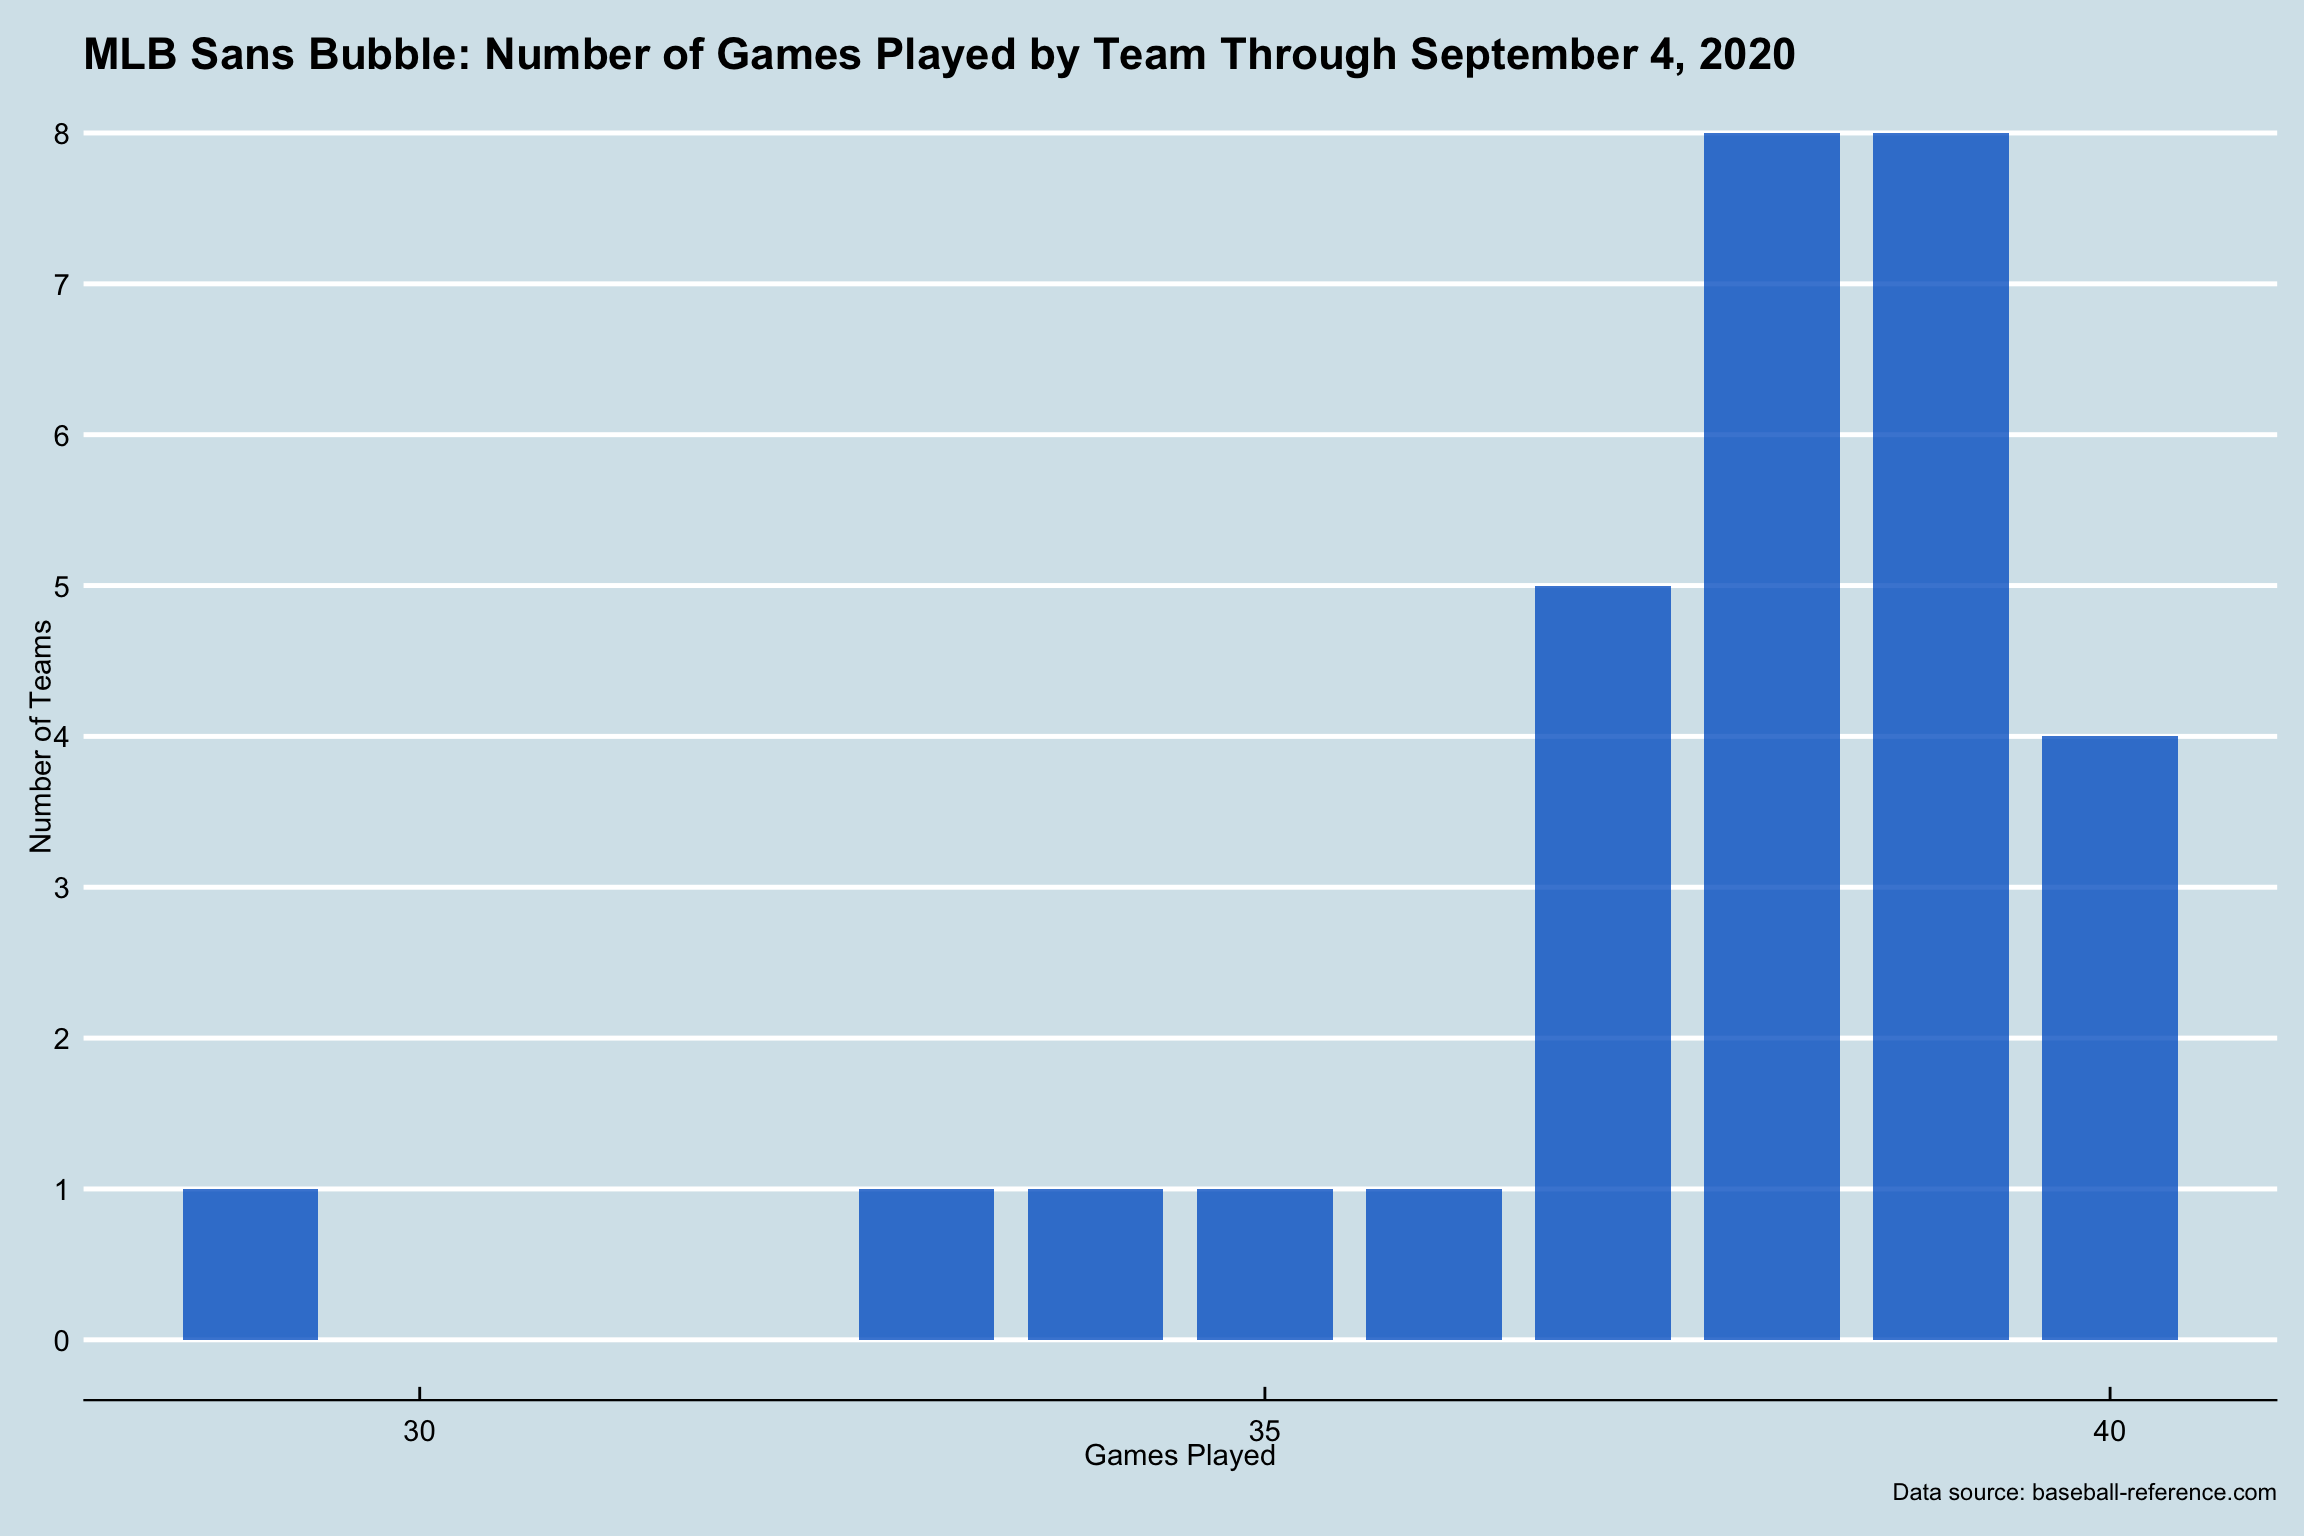 MLB Sans Bubble: Number of Games Played by Team Through September 4, 2020
8
7
6
5
4
3
2
1
0
Number of Teams
30 35 40
Games Played
Data source: baseball-reference.com